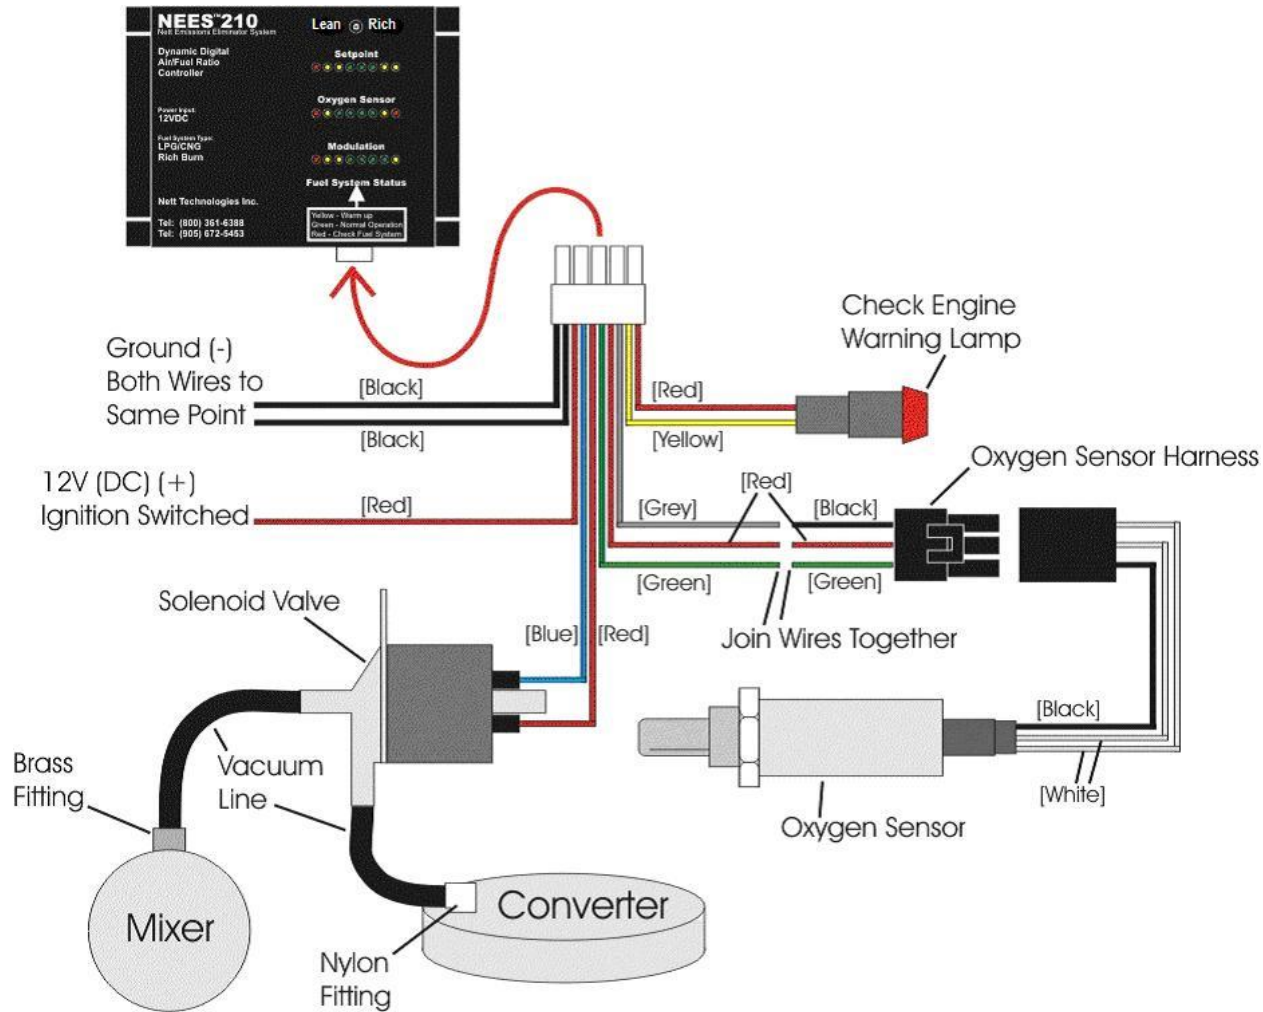 NEES™210
Nett Emissions Eliminator System
Lean Rich
Dynamic Digital
Air/Fuel Ratio
Controller
Setpoint
Oxygen Sensor
Power Input:
12VDC
Fuel System Type:
LPG/CNG
Rich Burn
Modulation
Fuel System Status
Nett Technologies Inc.
Yellow - Warm up
Green - Normal Operation
Red - Check Fuel System
Tel: (800) 361-6388
Tel: (905) 672-5453
Check Engine
Warning Lamp
Ground (-)
Both Wires to
Same Point
[Black]
[Black]
[Red]
[Yellow]
12V (DC) (+)
Ignition Switched
[Red]
Oxygen Sensor Harness
[Red]
[Grey]
[Black]
[Green]
[Green]
Join Wires Together
Solenoid Valve
[Blue]
[Red]
[Black]
[White]
Oxygen Sensor
Brass
Fitting
Vacuum
Line
Mixer
Converter
Nylon
Fitting